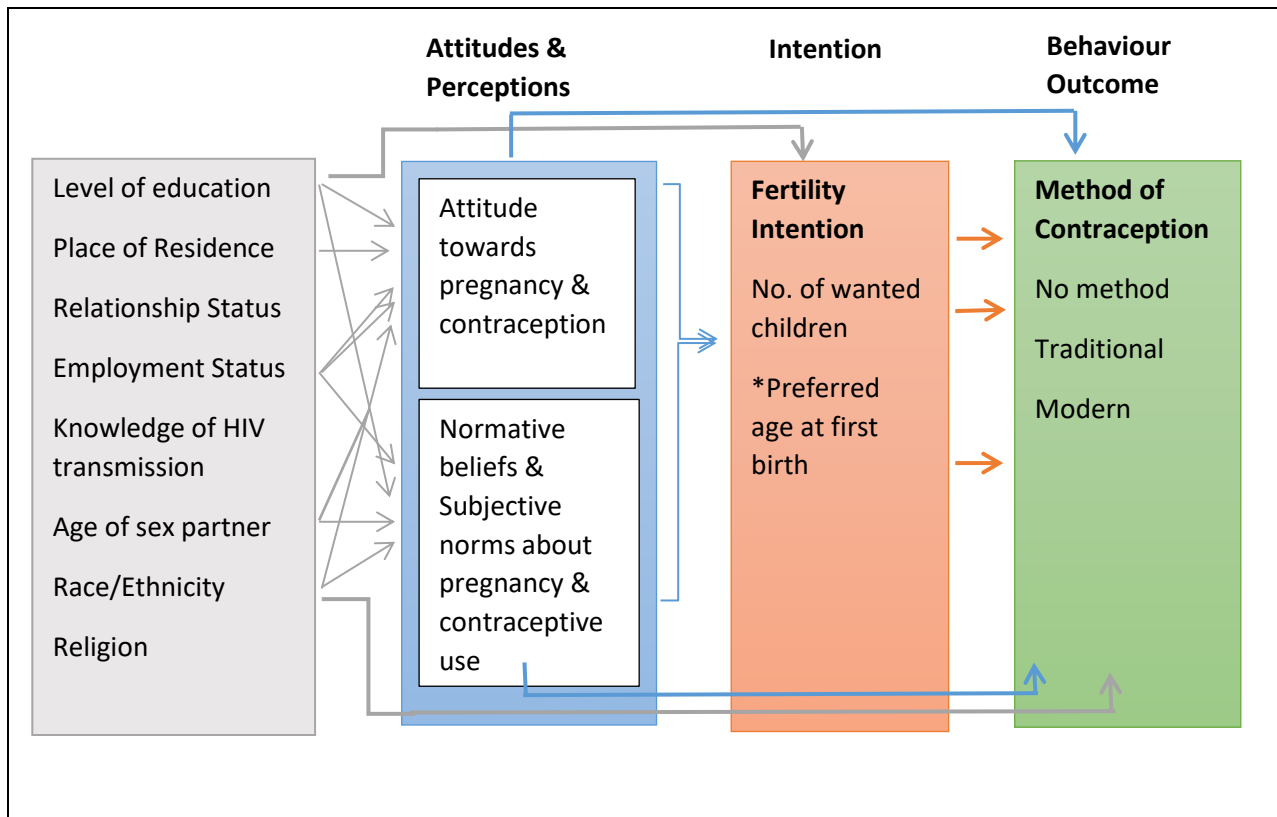 Attitudes &
Perceptions
Intention
Behaviour
Outcome
Level of education
Place of Residence
Relationship Status
Employment Status
Knowledge of HIV
transmission
Age of sex partner
Race/Ethnicity
Religion
Attitude
towards
pregnancy &
contraception
Normative
beliefs &
Subjective
norms about
pregnancy &
contraceptive
use
Fertility
Intention
No. of wanted
children
*Preferred
age at first
birth
Method of
Contraception
No method
Traditional
Modern